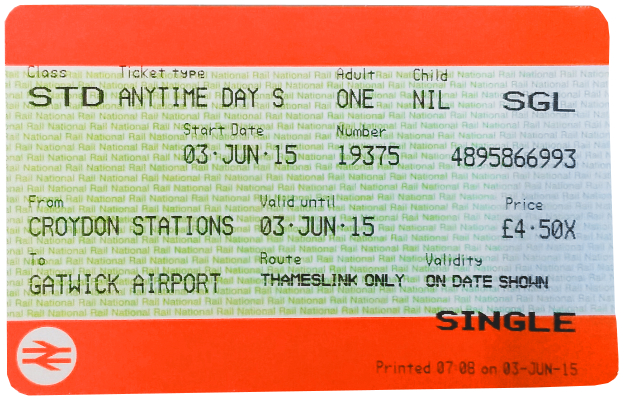 Class Ticket type Adult Child
STD ANYTIME DAY S ONE NIL SGL
Start Date Number
03·JUN·15 19375 4895866993
From Valid until Price
CROYDON STATIONS 03·JUN·15 £4·50X
To Route Validity
GATWICK AIRPORT THAMESLINK ONLY ON DATE SHOWN
SINGLE
Printed 07·08 on 03-JUN-15